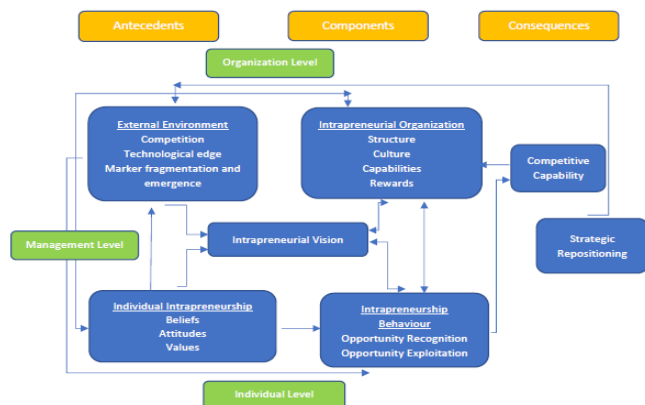 Antecedents
Components
Consequences
Organization Level
External Environment
Competition
Technological edge
Marker fragmentation and
emergence
Intrapreneurial Organization
Structure
Culture
Capabilities
Rewards
Competitive
Capability
Management Level
Intrapreneurial Vision
Strategic
Repositioning
Individual Intrapreneurship
Beliefs
Attitudes
Values
Intrapreneurship
Behaviour
Opportunity Recognition
Opportunity Exploitation
Individual Level